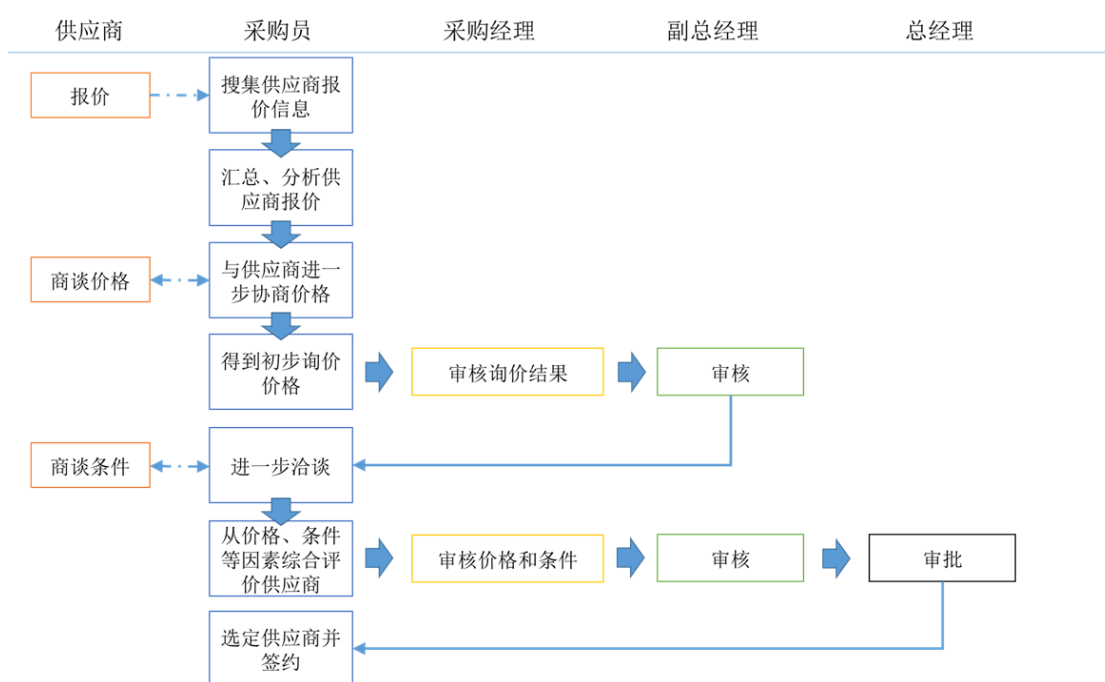 供应商 采购员 采购经理 副总经理 总经理
报价
搜集供应商报
价信息
汇总、分析供
应商报价
商谈价格
与供应商进一
步协商价格
得到初步询价
价格
审核询价结果
审核
商谈条件
进一步洽谈
从价格、条件
等因素综合评
价供应商
审核价格和条件
审核
审批
选定供应商并
签约